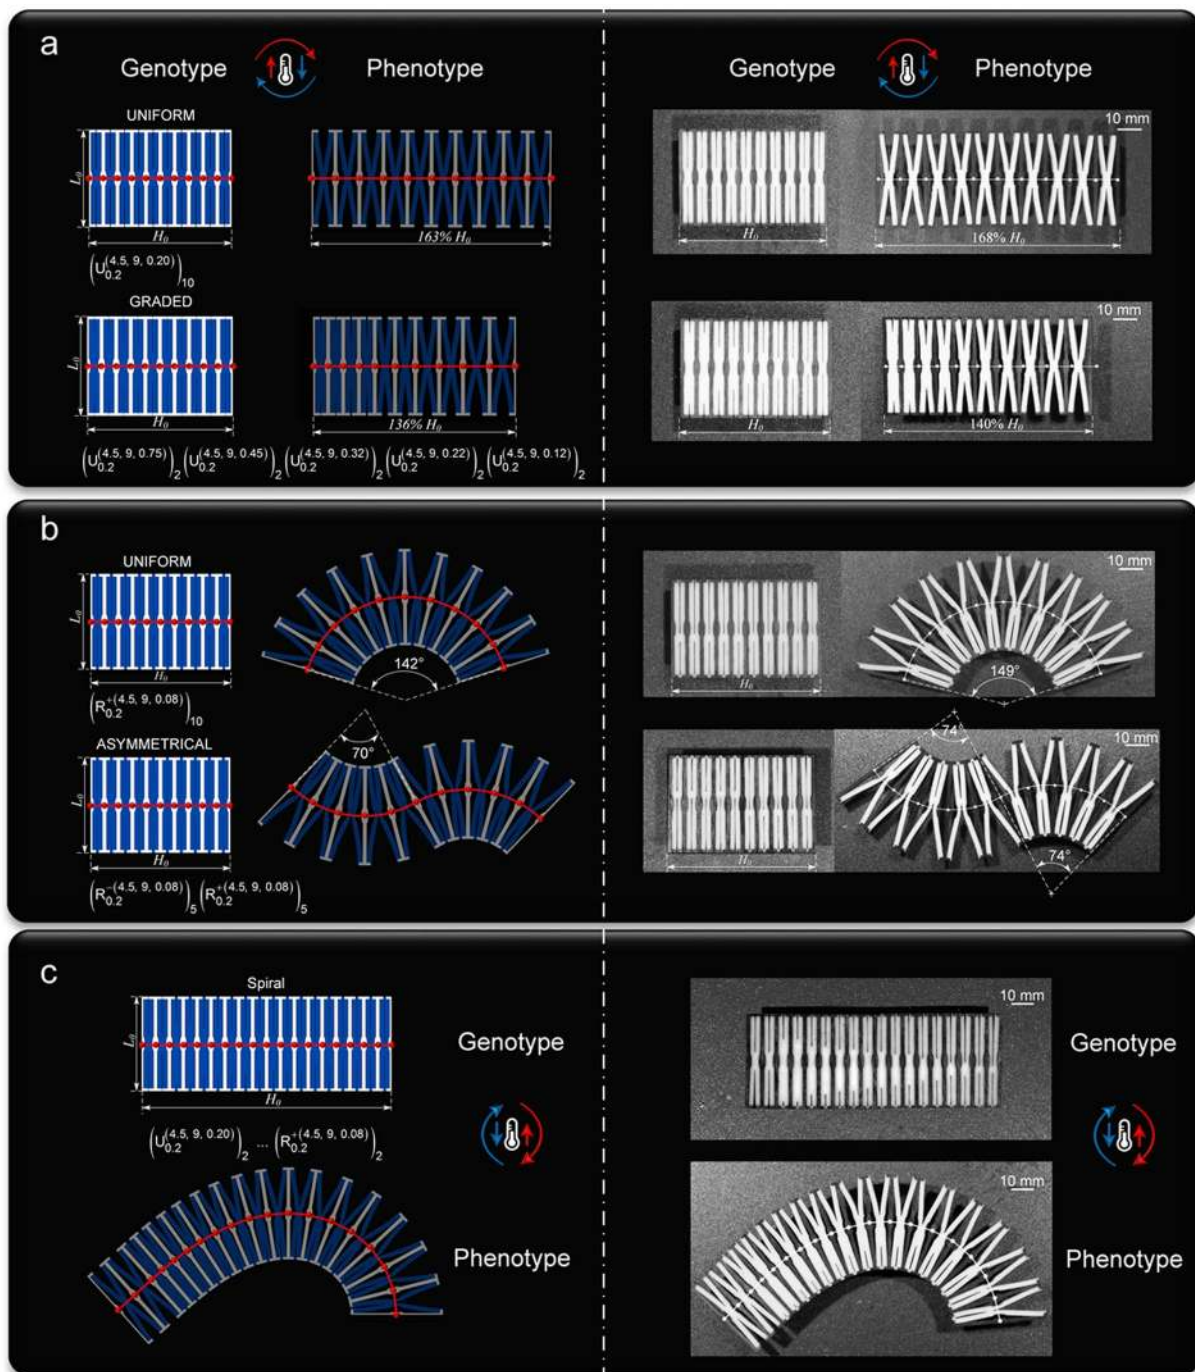 a
Genotype Phenotype Genotype Phenotype
UNIFORM
10 mm
L₀
H₀ 163% H₀ H₀ 168% H₀
(U₀.₂^(4.5, 9, 0.20))₁₀
GRADED
10 mm
L₀
H₀ 136% H₀ H₀ 140% H₀
(U₀.₂^(4.5, 9, 0.75))₂ (U₀.₂^(4.5, 9, 0.45))₂ (U₀.₂^(4.5, 9, 0.32))₂ (U₀.₂^(4.5, 9, 0.22))₂ (U₀.₂^(4.5, 9, 0.12))₂
b
UNIFORM
10 mm
L₀
142° 149°
H₀ H₀
(R₀.₂^+(4.5, 9, 0.08))₁₀
ASYMMETRICAL
70° 74° 10 mm
L₀
H₀ H₀ 74°
(R₀.₂^-(4.5, 9, 0.08))₅ (R₀.₂^+(4.5, 9, 0.08))₅
c
Spiral
10 mm
L₀
Genotype Genotype
H₀
(U₀.₂^(4.5, 9, 0.20))₂ ... (R₀.₂^+(4.5, 9, 0.08))₂
10 mm
Phenotype Phenotype